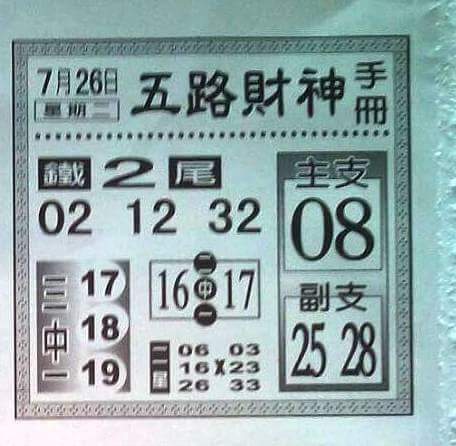 7月26日
星期二
五路財神
手冊
鐵2尾
02 12 32
主支
08
三中一
17
18
19
二中一
16 17
副支
25 28
二星
06 03
16 X 23
26 33